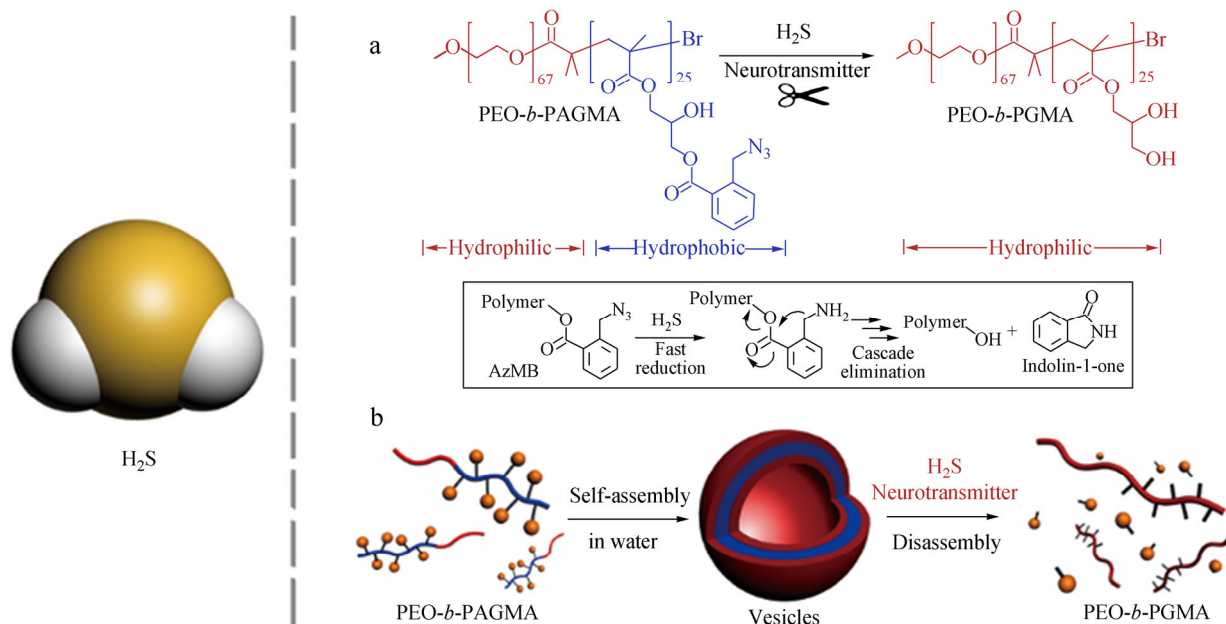 H2S
a
O
O
O
67
Br
25
O
O
OH
O
O
N3
PEO-b-PAGMA
H2S
Neurotransmitter
O
O
O
67
Br
25
O
O
OH
HO
PEO-b-PGMA
Hydrophilic
Hydrophobic
Hydrophilic
Polymer
O
O
N3
AzMB
H2S
Fast
reduction
Polymer
O
O
NH2
Cascade
elimination
Polymer
OH
+
O
NH
Indolin-1-one
b
PEO-b-PAGMA
Self-assembly
in water
Vesicles
H2S
Neurotransmitter
Disassembly
PEO-b-PGMA